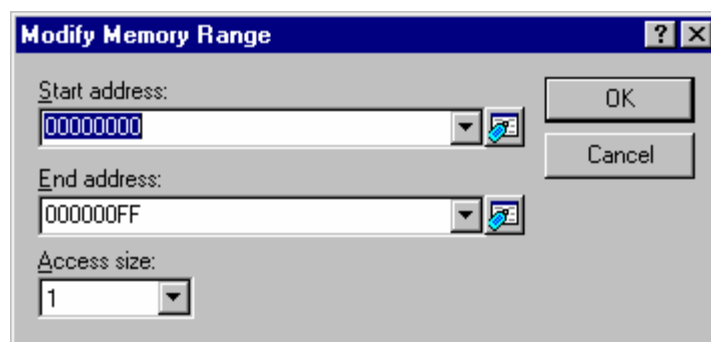 Modify Memory Range
Start address:
00000000
OK
Cancel
End address:
000000FF
Access size:
1